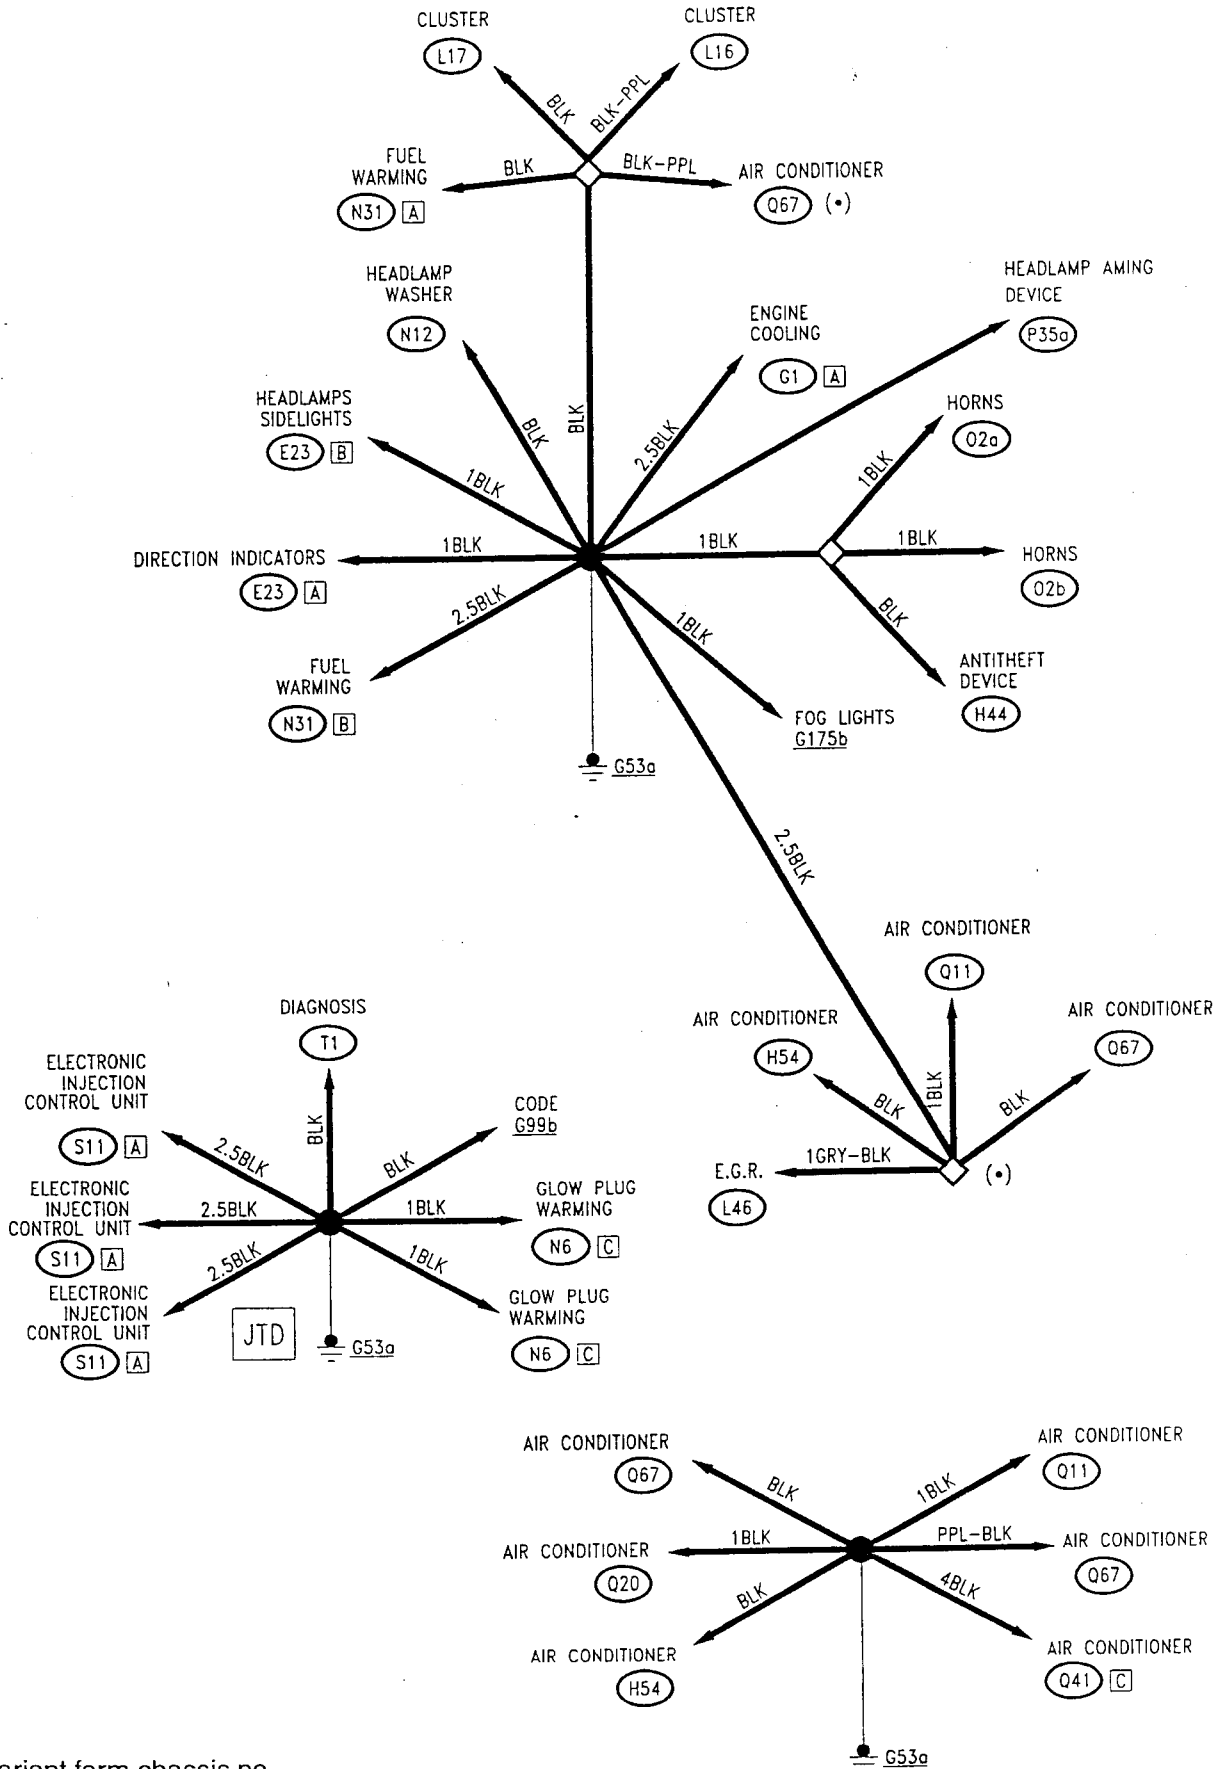 CLUSTER
L17
CLUSTER
L16
BLK
BLK-PPL
FUEL
WARMING
N31 A
BLK
BLK-PPL
AIR CONDITIONER
Q67 (•)
HEADLAMP
WASHER
N12
ENGINE
COOLING
G1 A
HEADLAMP AMING
DEVICE
P35a
HEADLAMPS
SIDELIGHTS
E23 B
BLK
BLK
2.5BLK
HORNS
O2a
1BLK
1BLK
DIRECTION INDICATORS
E23 A
1BLK
1BLK
1BLK
HORNS
O2b
2.5BLK
1BLK
BLK
FUEL
WARMING
N31 B
ANTITHEFT
DEVICE
H44
FOG LIGHTS
G175b
G53a
2.5BLK
AIR CONDITIONER
Q11
AIR CONDITIONER
H54
AIR CONDITIONER
Q67
BLK
1BLK
BLK
1GRY-BLK
E.G.R.
L46
(•)
DIAGNOSIS
T1
ELECTRONIC
INJECTION
CONTROL UNIT
S11 A
2.5BLK
BLK
BLK
CODE
G99b
ELECTRONIC
INJECTION
CONTROL UNIT
S11 A
2.5BLK
1BLK
GLOW PLUG
WARMING
N6 C
2.5BLK
1BLK
ELECTRONIC
INJECTION
CONTROL UNIT
S11 A
JTD
G53a
GLOW PLUG
WARMING
N6 C
AIR CONDITIONER
Q67
BLK
1BLK
AIR CONDITIONER
Q11
AIR CONDITIONER
Q20
1BLK
PPL-BLK
AIR CONDITIONER
Q67
BLK
4BLK
AIR CONDITIONER
H54
AIR CONDITIONER
Q41 C
G53a
ariant form chassis no